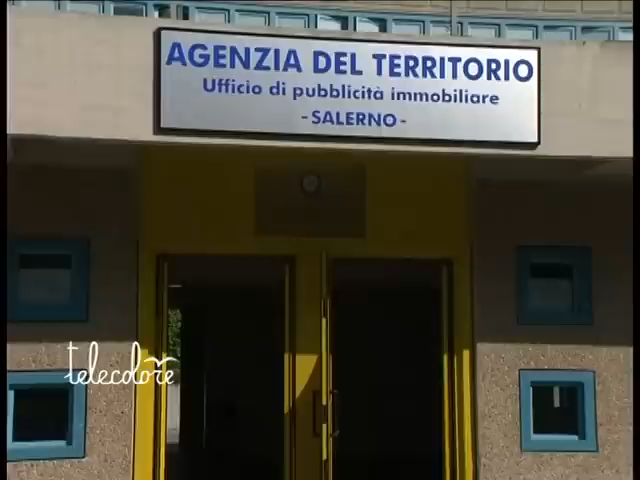 AGENZIA DEL TERRITORIO
Ufficio di pubblicità immobiliare
-SALERNO-
telecolore